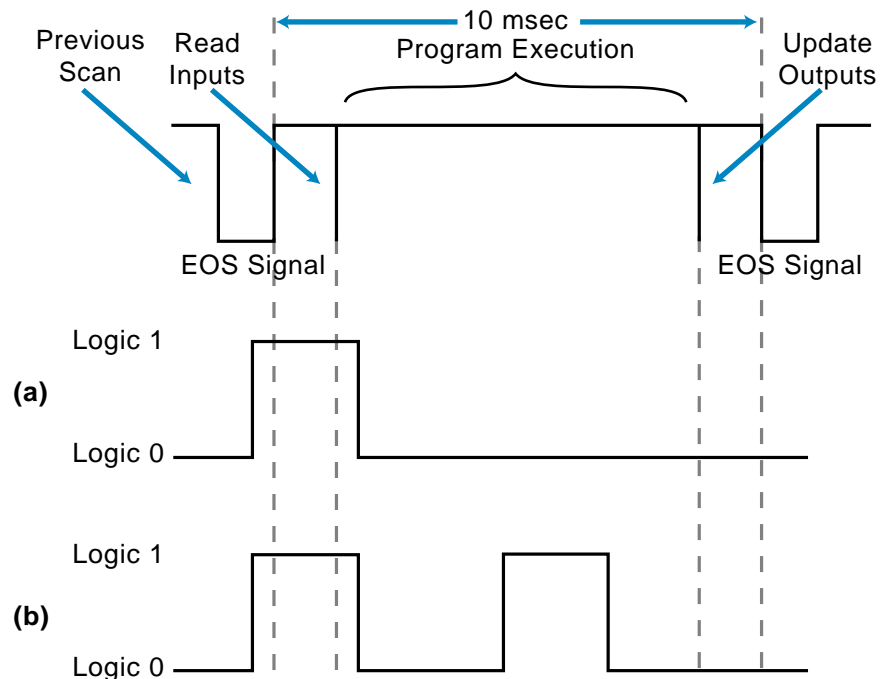 10 msec
Previous
Scan
Read
Inputs
Program Execution
Update
Outputs
EOS Signal
EOS Signal
Logic 1
(a)
Logic 0
Logic 1
(b)
Logic 0